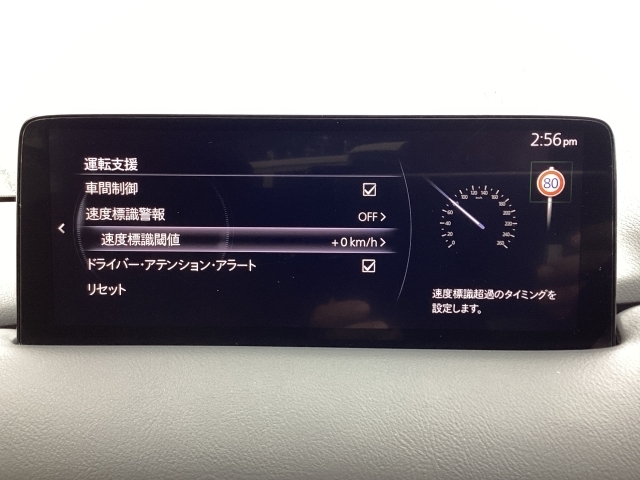 2:56pm
運転支援
車間制御
速度標識警報 OFF
速度標識閾値 +0km/h
ドライバー・アテンション・アラート
リセット
80
速度標識超過のタイミングを
設定します。